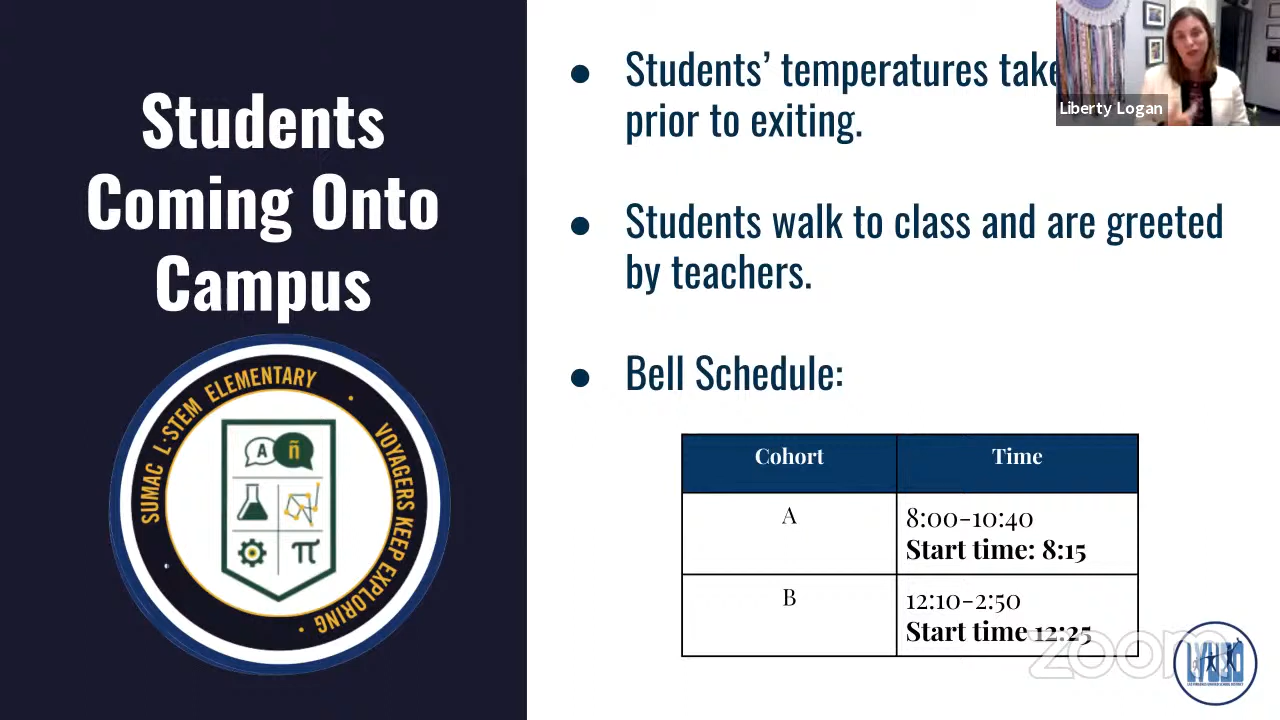 Students
Coming Onto
Campus
SUMAC L·STEM ELEMENTARY
VOYAGERS KEEP EXPLORING
A ñ
π
● Students' temperatures
prior to exiting.
● Students walk to class and are greeted
by teachers.
● Bell Schedule:
Cohort Time
A 8:00-10:40
Start time: 8:15
B 12:10-2:50
Start time 12:25
Liberty Logan
zoom
LVUSD